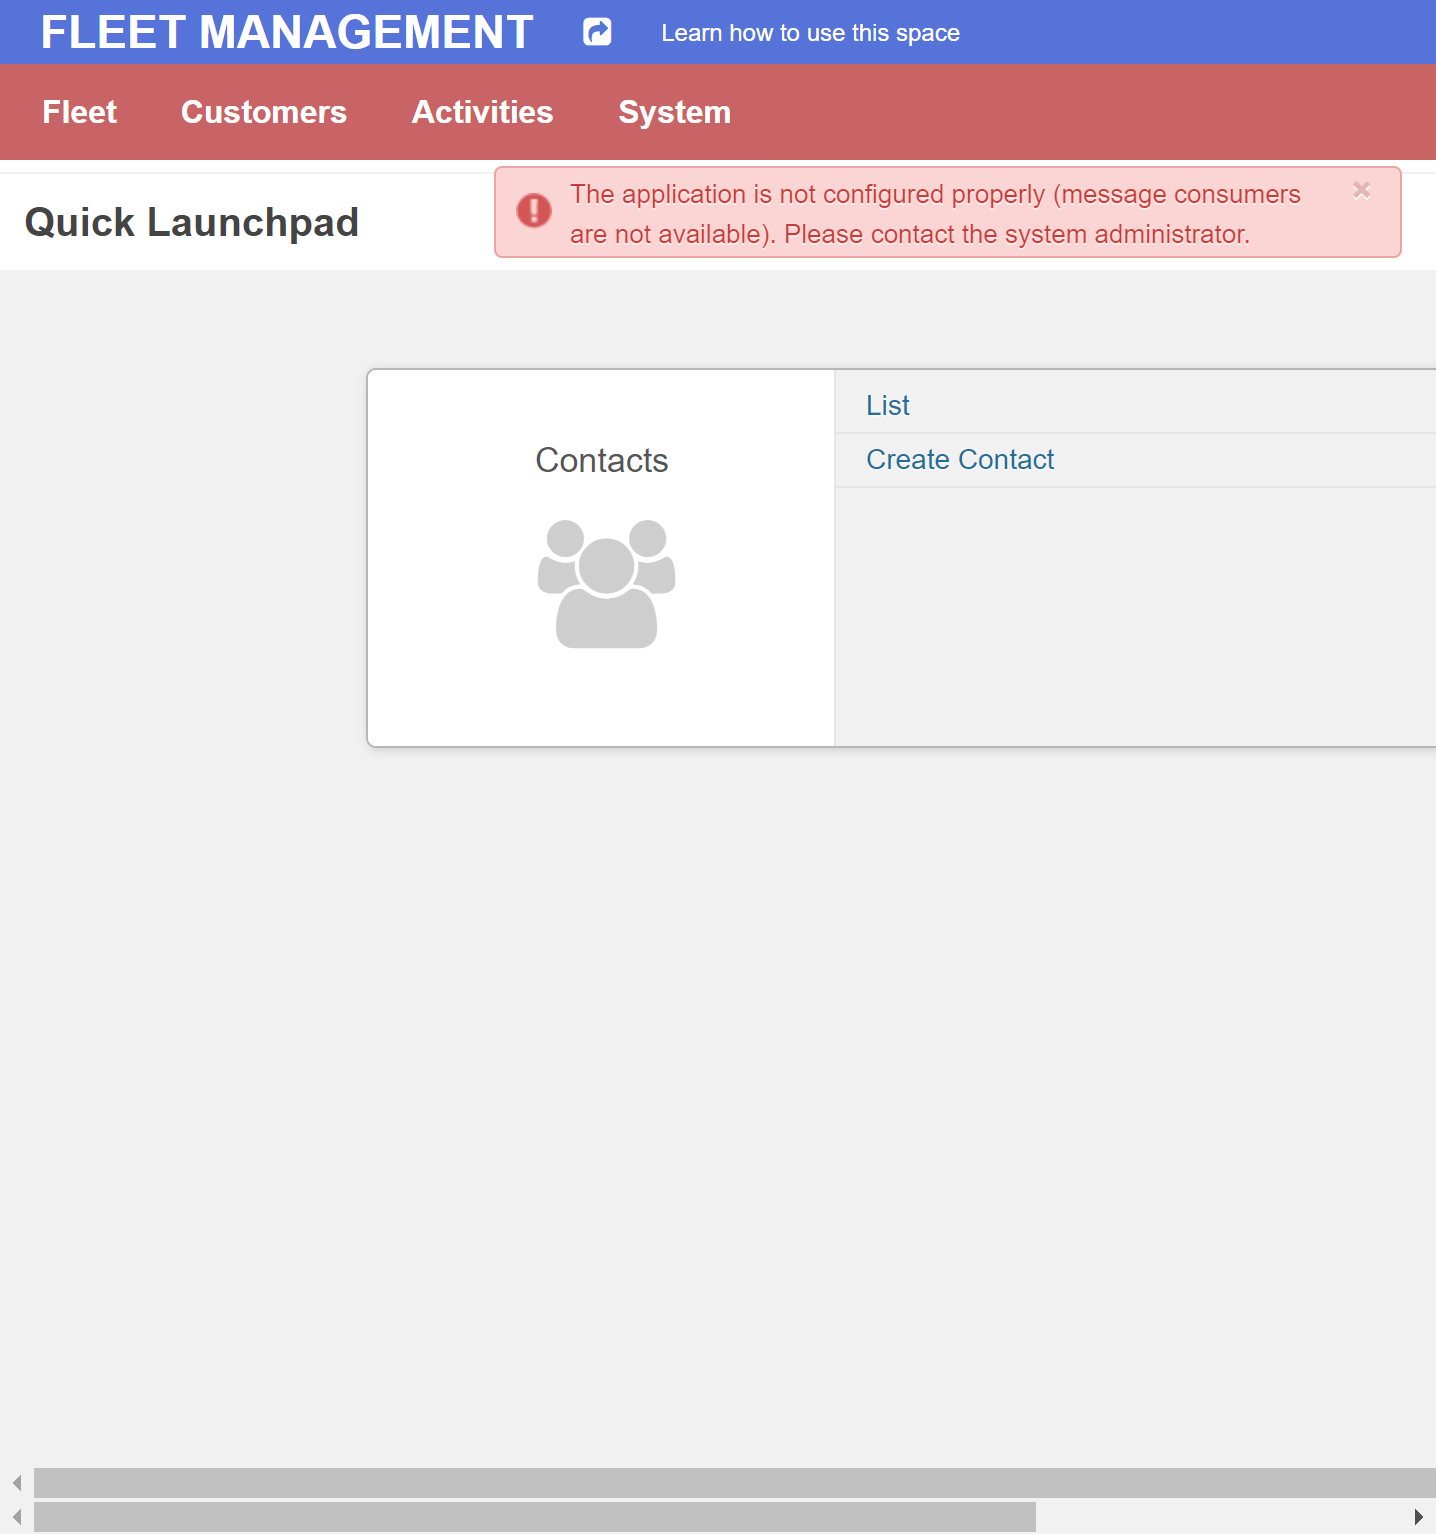 FLEET MANAGEMENT
Learn how to use this space
Fleet
Customers
Activities
System
Quick Launchpad
The application is not configured properly (message consumers
are not available). Please contact the system administrator.
Contacts
List
Create Contact